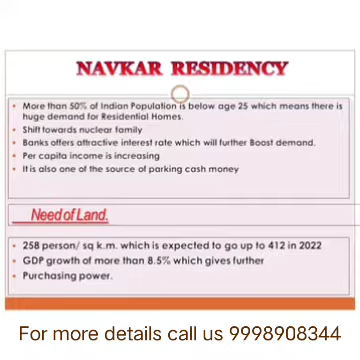 NAVKAR RESIDENCY
More than 50% of Indian Population is below age 25 which means there is
huge demand for Residential Homes.
Shift towards nuclear family
Banks offers attractive interest rate which will further Boost demand.
Per capita income is increasing
It is also one of the source of parking cash money
Need of Land.
258 person/ sq k.m. which is expected to go up to 412 in 2022
GDP growth of more than 8.5% which gives further
Purchasing power.
For more details call us 9998908344